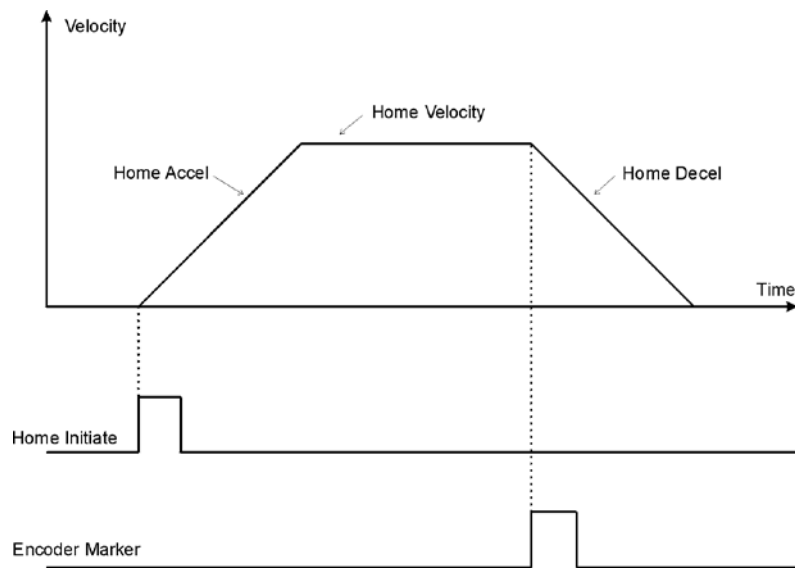 Velocity
Home Velocity
Home Accel
Home Decel
Time
Home Initiate
Encoder Marker